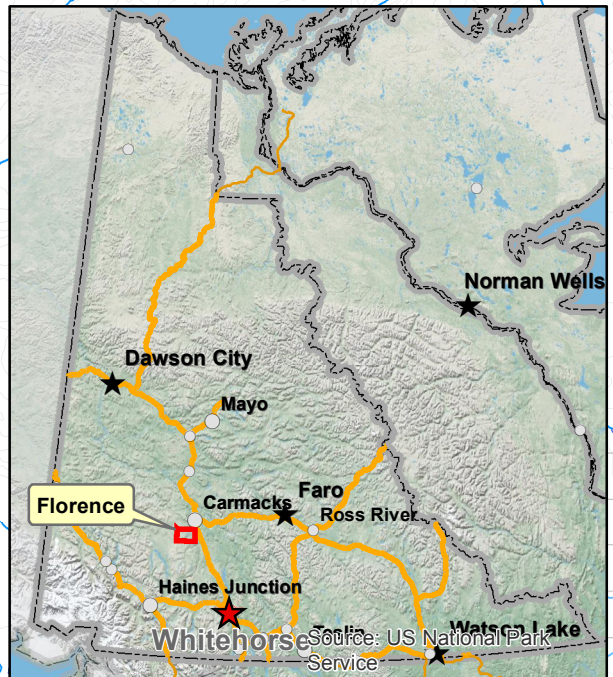 Norman Wells
Dawson City
Mayo
Florence
Carmacks
Faro
Ross River
Haines Junction
Whitehorse
Teslin
Watson Lake
Source: US National Park
Service